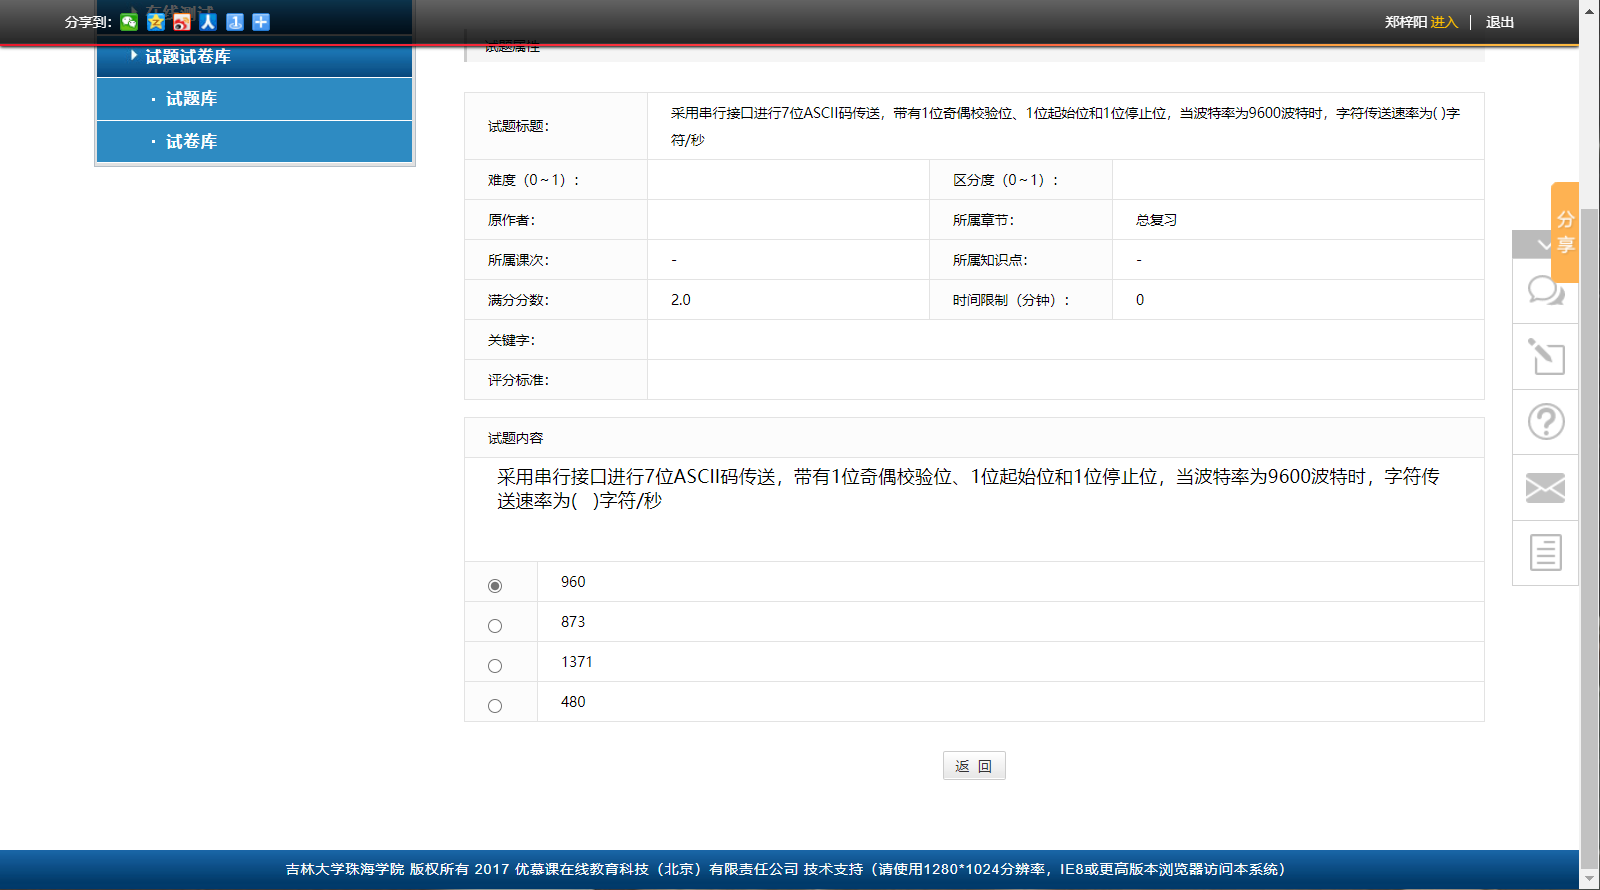 分享到：
郑梓阳 进入 | 退出
在线测试
试题试卷库
· 试题库
· 试卷库
试题属性
试题标题：
采用串行接口进行7位ASCII码传送，带有1位奇偶校验位、1位起始位和1位停止位，当波特率为9600波特时，字符传送速率为( )字
符/秒
难度（0～1）：
区分度（0～1）：
原作者：
所属章节：
总复习
所属课次：
-
所属知识点：
-
满分分数：
2.0
时间限制（分钟）：
0
关键字：
评分标准：
试题内容
采用串行接口进行7位ASCII码传送，带有1位奇偶校验位、1位起始位和1位停止位，当波特率为9600波特时，字符传
送速率为(   )字符/秒
960
873
1371
480
返 回
分
享
吉林大学珠海学院 版权所有 2017 优慕课在线教育科技（北京）有限责任公司 技术支持（请使用1280*1024分辨率，IE8或更高版本浏览器访问本系统）